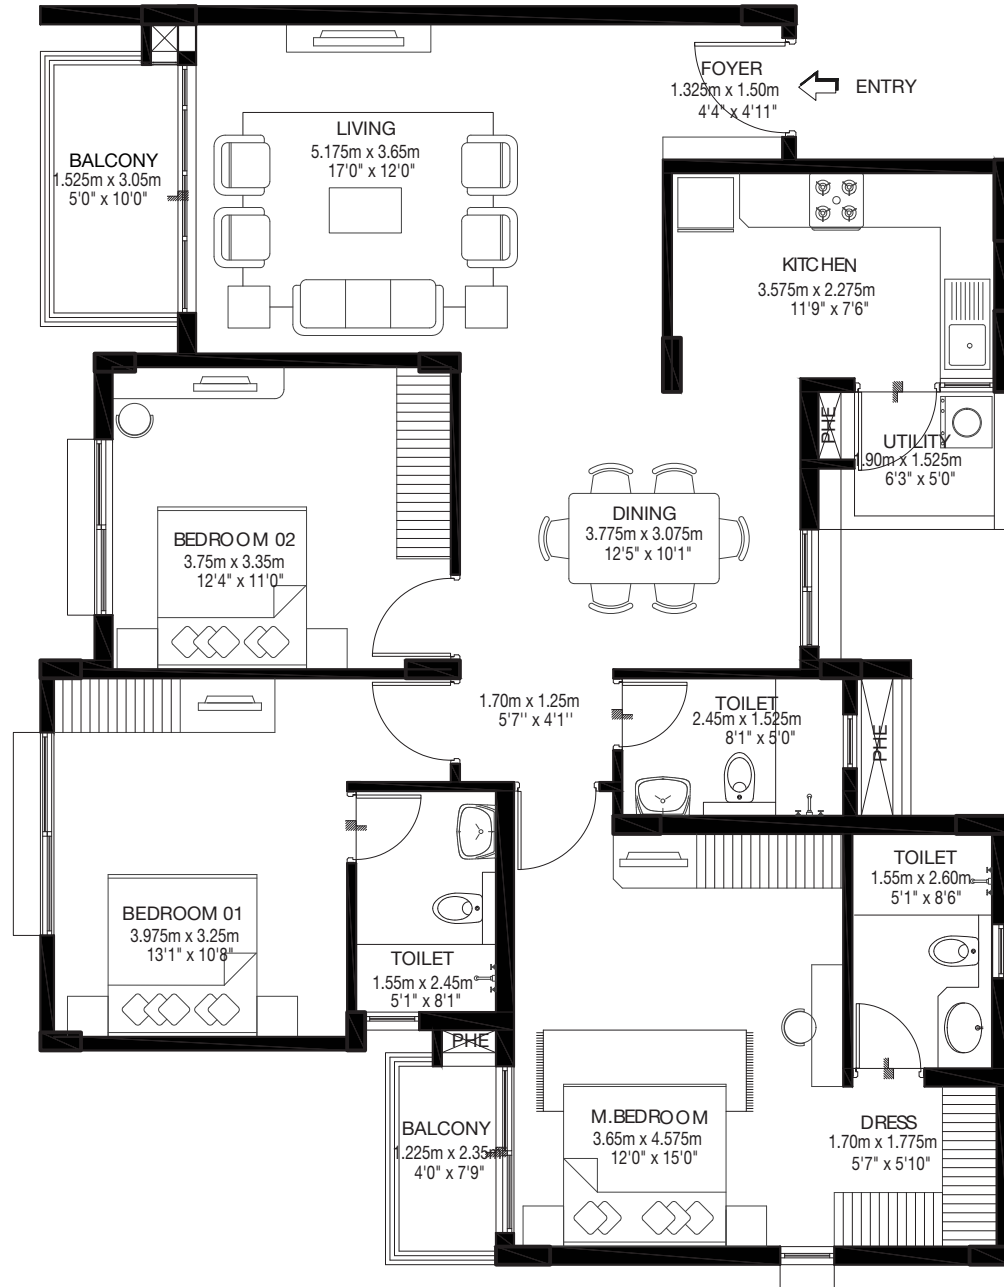 FOYER
1.325m x 1.50m
4'4" x 4'11"
ENTRY
LIVING
5.175m x 3.65m
17'0" x 12'0"
BALCONY
1.525m x 3.05m
5'0" x 10'0"
KITCHEN
3.575m x 2.275m
11'9" x 7'6"
PHE
UTILITY
1.90m x 1.525m
6'3" x 5'0"
DINING
3.775m x 3.075m
12'5" x 10'1"
BEDROOM 02
3.75m x 3.35m
12'4" x 11'0"
1.70m x 1.25m
5'7'' x 4'1''
TOILET
2.45m x 1.525m
8'1" x 5'0"
PHE
BEDROOM 01
3.975m x 3.25m
13'1" x 10'8"
TOILET
1.55m x 2.45m
5'1" x 8'1"
TOILET
1.55m x 2.60m
5'1" x 8'6"
PHE
BALCONY
1.225m x 2.35m
4'0" x 7'9"
M.BEDROOM
3.65m x 4.575m
12'0" x 15'0"
DRESS
1.70m x 1.775m
5'7" x 5'10"